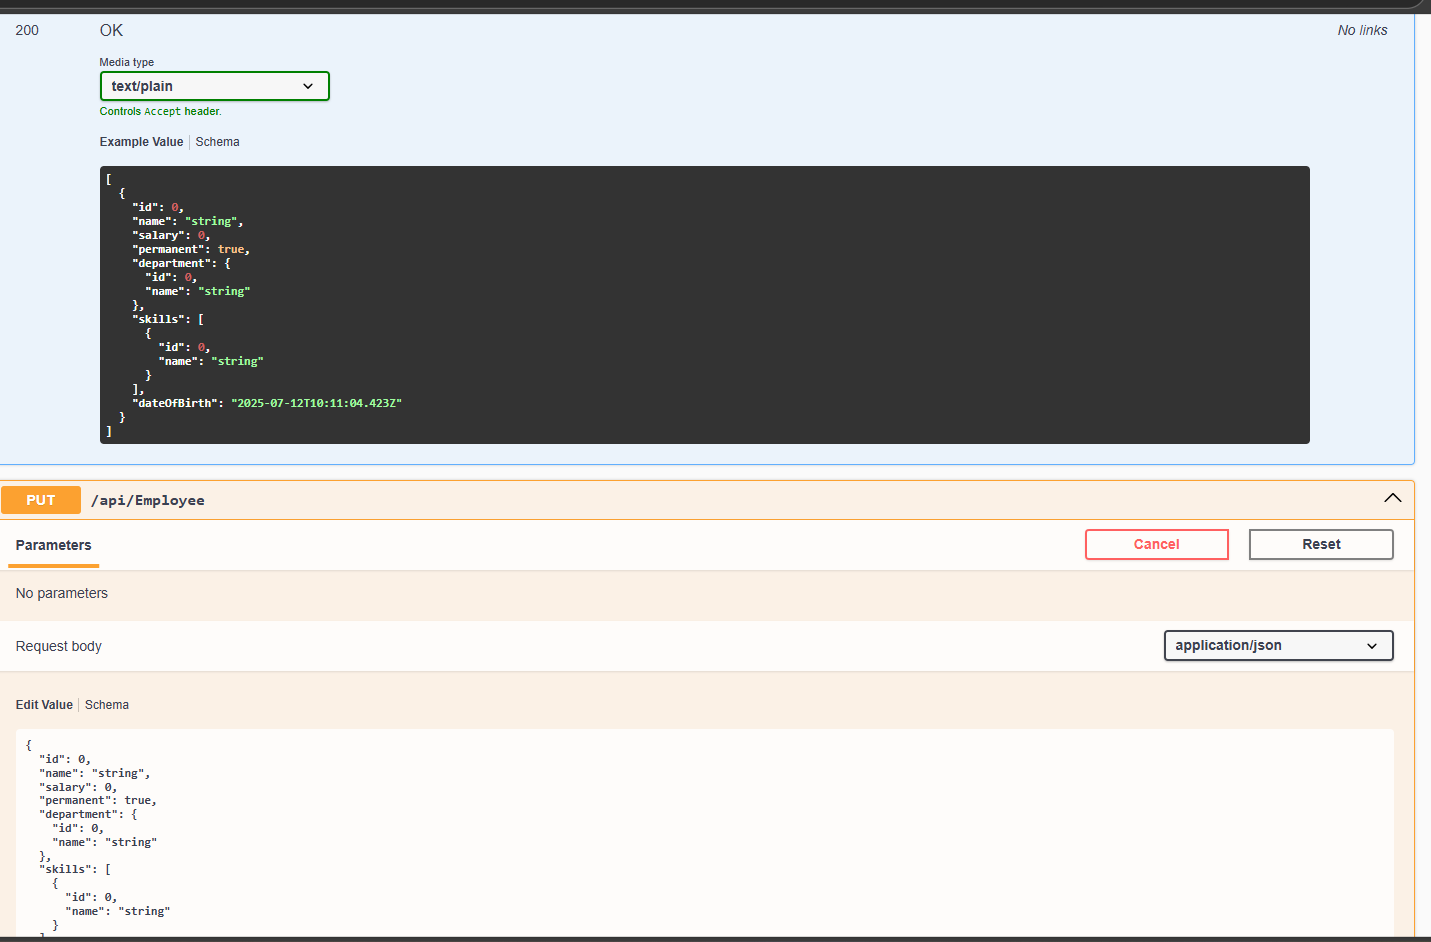 200 OK No links
Media type
text/plain
Controls Accept header.
Example Value Schema
[
  {
    "id": 0,
    "name": "string",
    "salary": 0,
    "permanent": true,
    "department": {
      "id": 0,
      "name": "string"
    },
    "skills": [
      {
        "id": 0,
        "name": "string"
      }
    ],
    "dateOfBirth": "2025-07-12T10:11:04.423Z"
  }
]
PUT /api/Employee
Parameters Cancel Reset
No parameters
Request body application/json
Edit Value Schema
{
  "id": 0,
  "name": "string",
  "salary": 0,
  "permanent": true,
  "department": {
    "id": 0,
    "name": "string"
  },
  "skills": [
    {
      "id": 0,
      "name": "string"
    }